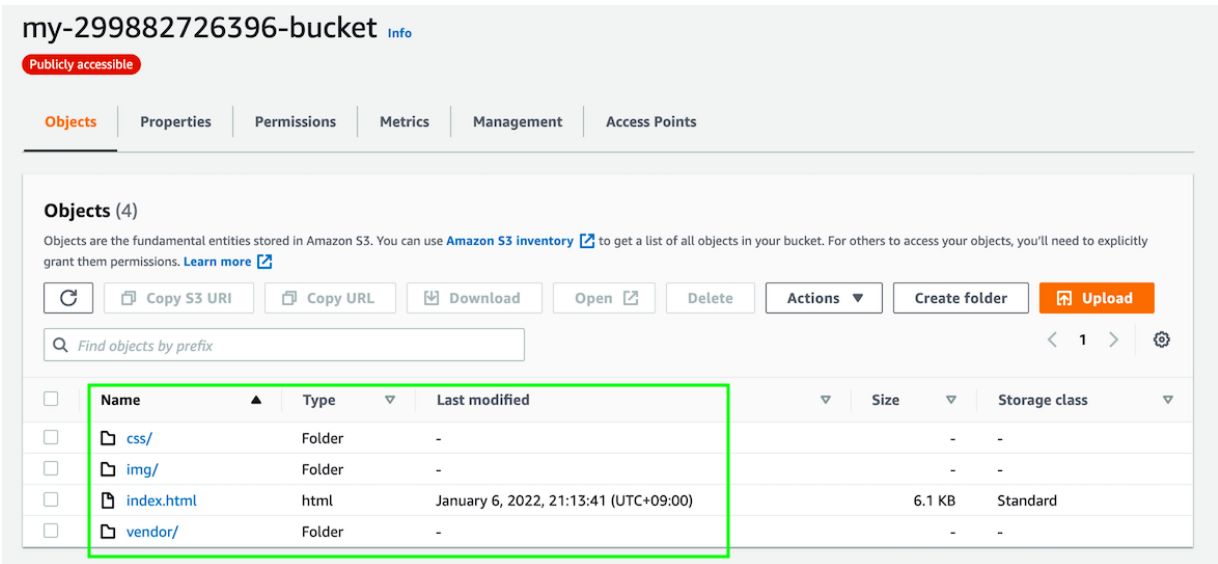 my-299882726396-bucket Info
Publicly accessible
Objects Properties Permissions Metrics Management Access Points
Objects (4)
Objects are the fundamental entities stored in Amazon S3. You can use Amazon S3 inventory to get a list of all objects in your bucket. For others to access your objects, you'll need to explicitly
grant them permissions. Learn more
Copy S3 URI Copy URL Download Open Delete Actions Create folder Upload
Find objects by prefix 1
Name Type Last modified Size Storage class
css/ Folder - - -
img/ Folder - - -
index.html html January 6, 2022, 21:13:41 (UTC+09:00) 6.1 KB Standard
vendor/ Folder - - -